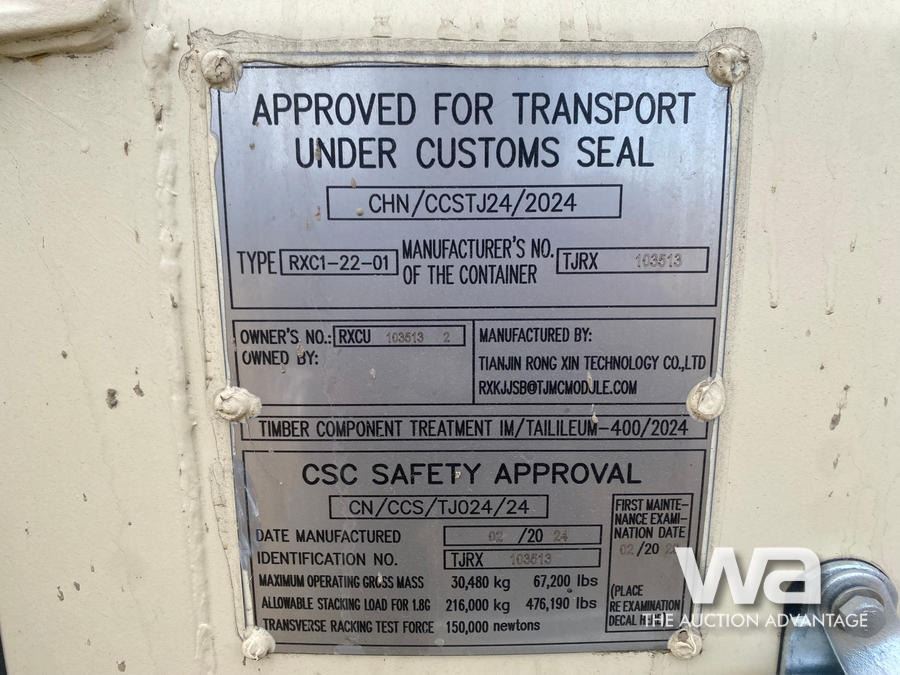 APPROVED FOR TRANSPORT
UNDER CUSTOMS SEAL
CHN/CCSTJ24/2024
TYPE RXC1-22-01 MANUFACTURER'S NO. OF THE CONTAINER TJRX 103513
OWNER'S NO.: RXCU 103513 2
OWNED BY:
MANUFACTURED BY:
TIANJIN RONG XIN TECHNOLOGY CO.,LTD
RXKJJSB@TJMCMODULE.COM
TIMBER COMPONENT TREATMENT IM/TAILILEUM-400/2024
CSC SAFETY APPROVAL
CN/CCS/TJ024/24
DATE MANUFACTURED 02 /20 24
IDENTIFICATION NO. TJRX 103513
MAXIMUM OPERATING GROSS MASS 30,480 kg 67,200 lbs
ALLOWABLE STACKING LOAD FOR 1.8G 216,000 kg 476,190 lbs
TRANSVERSE RACKING TEST FORCE 150,000 newtons
FIRST MAINTE-
NANCE EXAMI-
NATION DATE
02 /20
(PLACE
RE EXAMINATION
DECAL
wa
THE AUCTION ADVANTAGE